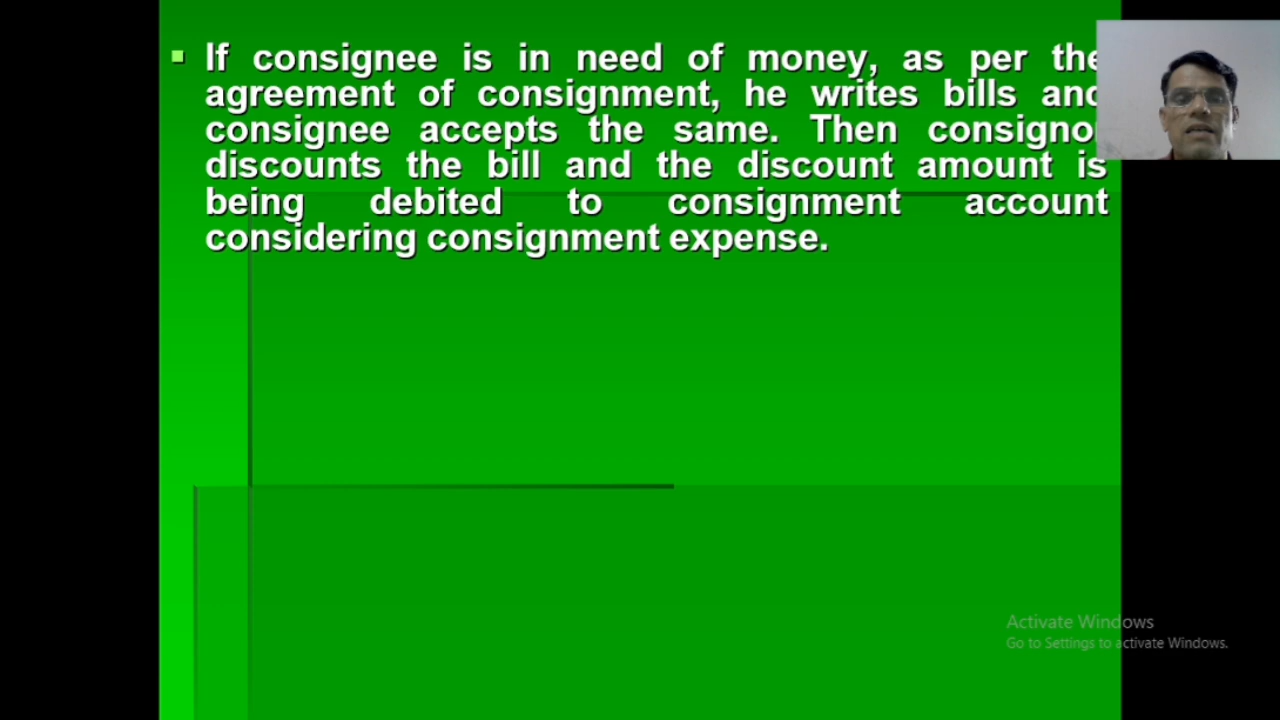 If consignee is in need of money, as per the
agreement of consignment, he writes bills and
consignee accepts the same. Then consignor
discounts the bill and the discount amount is
being debited to consignment account
considering consignment expense.
Activate Windows
Go to Settings to activate Windows.